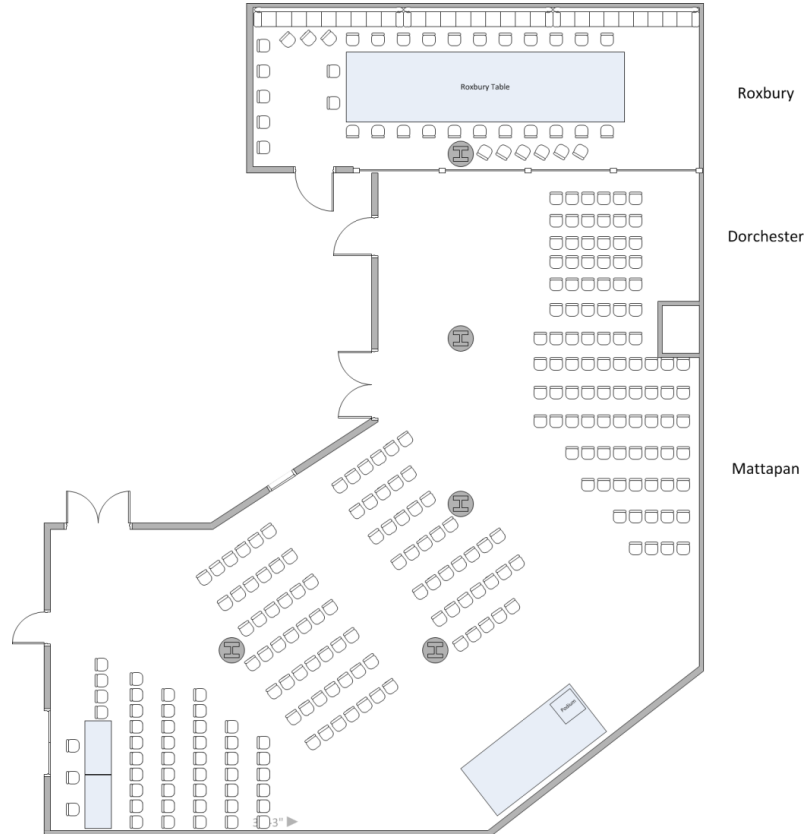 Roxbury
Roxbury Table
Dorchester
Mattapan
Podium